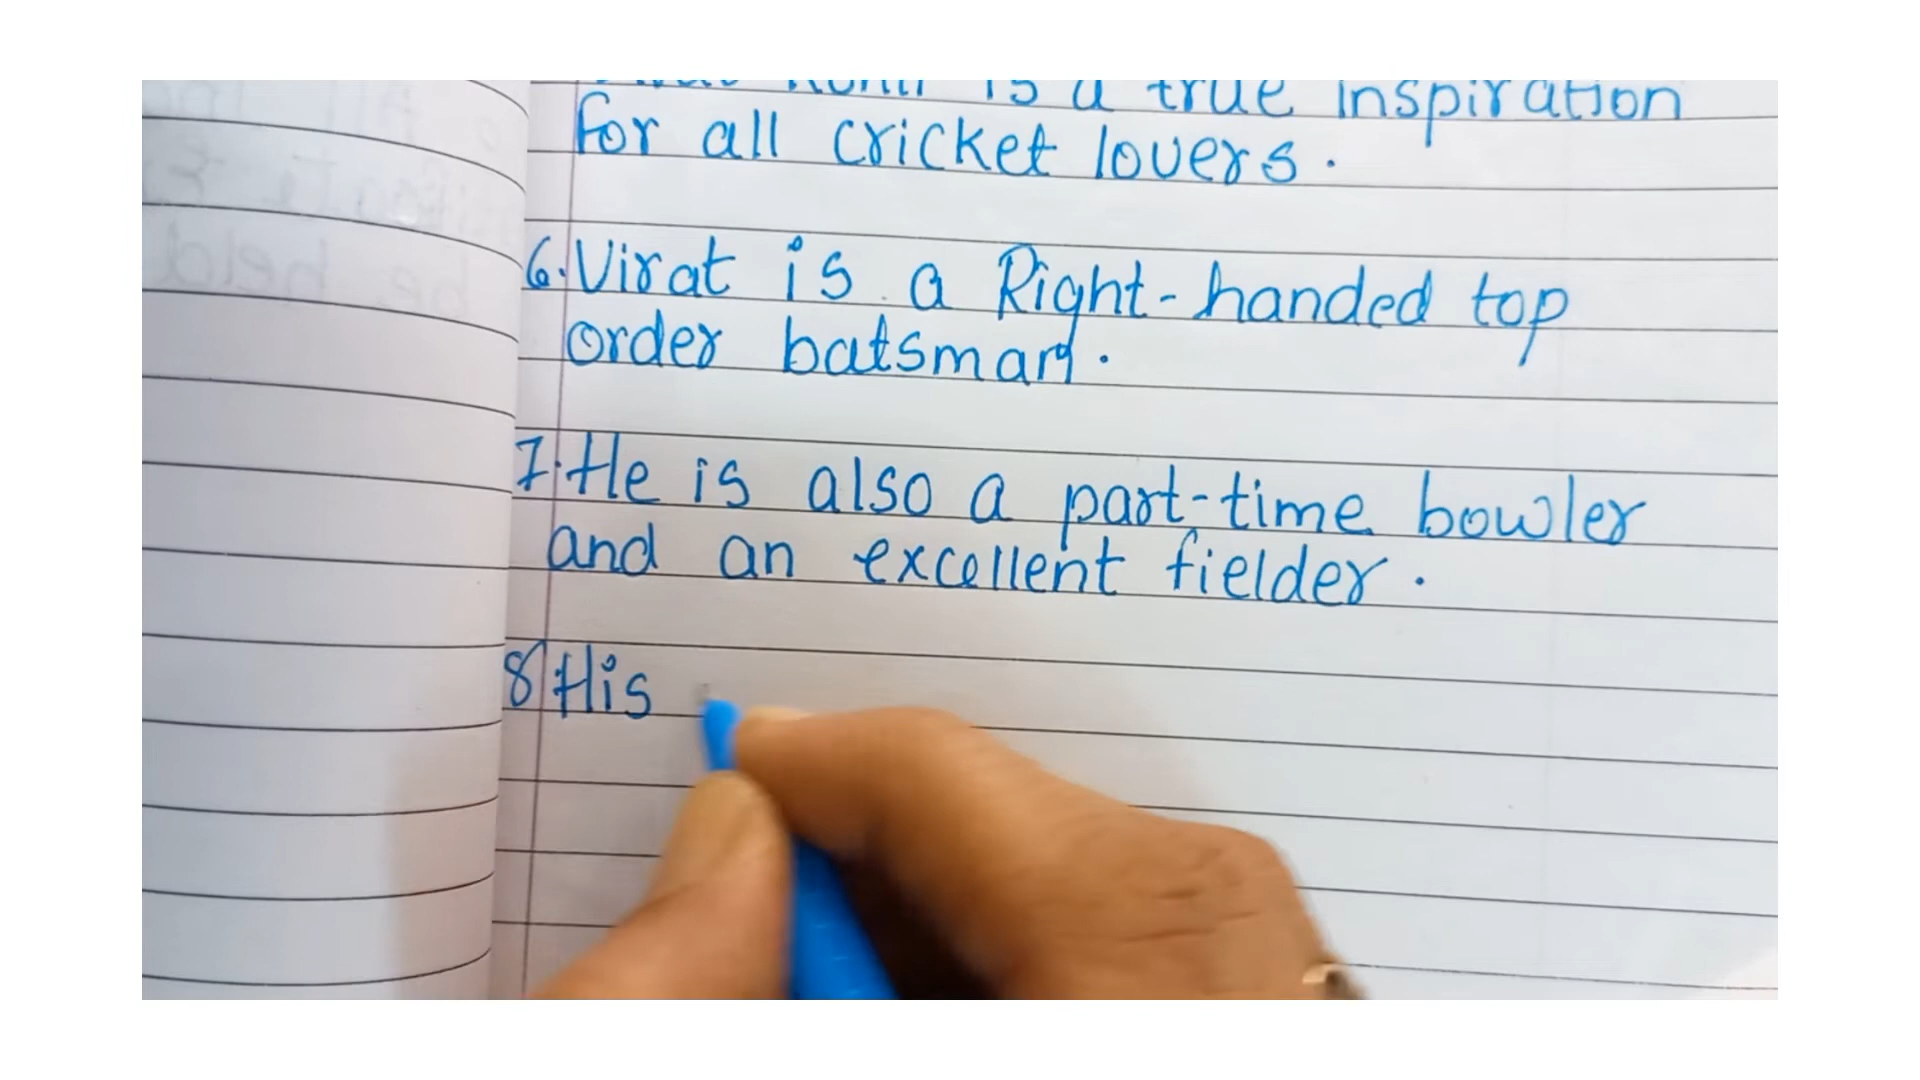 is a true inspiration
for all cricket lovers.
6. Virat is a Right-handed top
order batsman.
7. He is also a part-time bowler
and an excellent fielder.
8 His